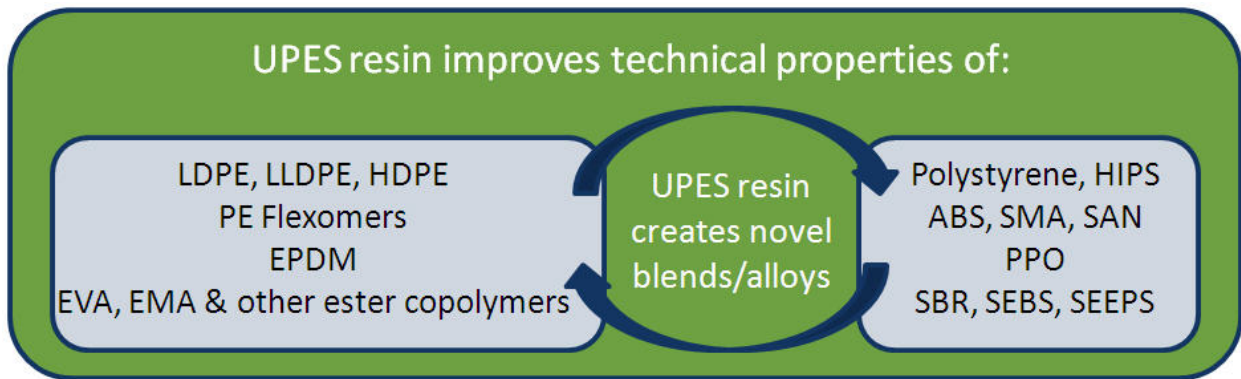 UPES resin improves technical properties of:
LDPE, LLDPE, HDPE
PE Flexomers
EPDM
EVA, EMA & other ester copolymers
UPES resin
creates novel
blends/alloys
Polystyrene, HIPS
ABS, SMA, SAN
PPO
SBR, SEBS, SEEPS